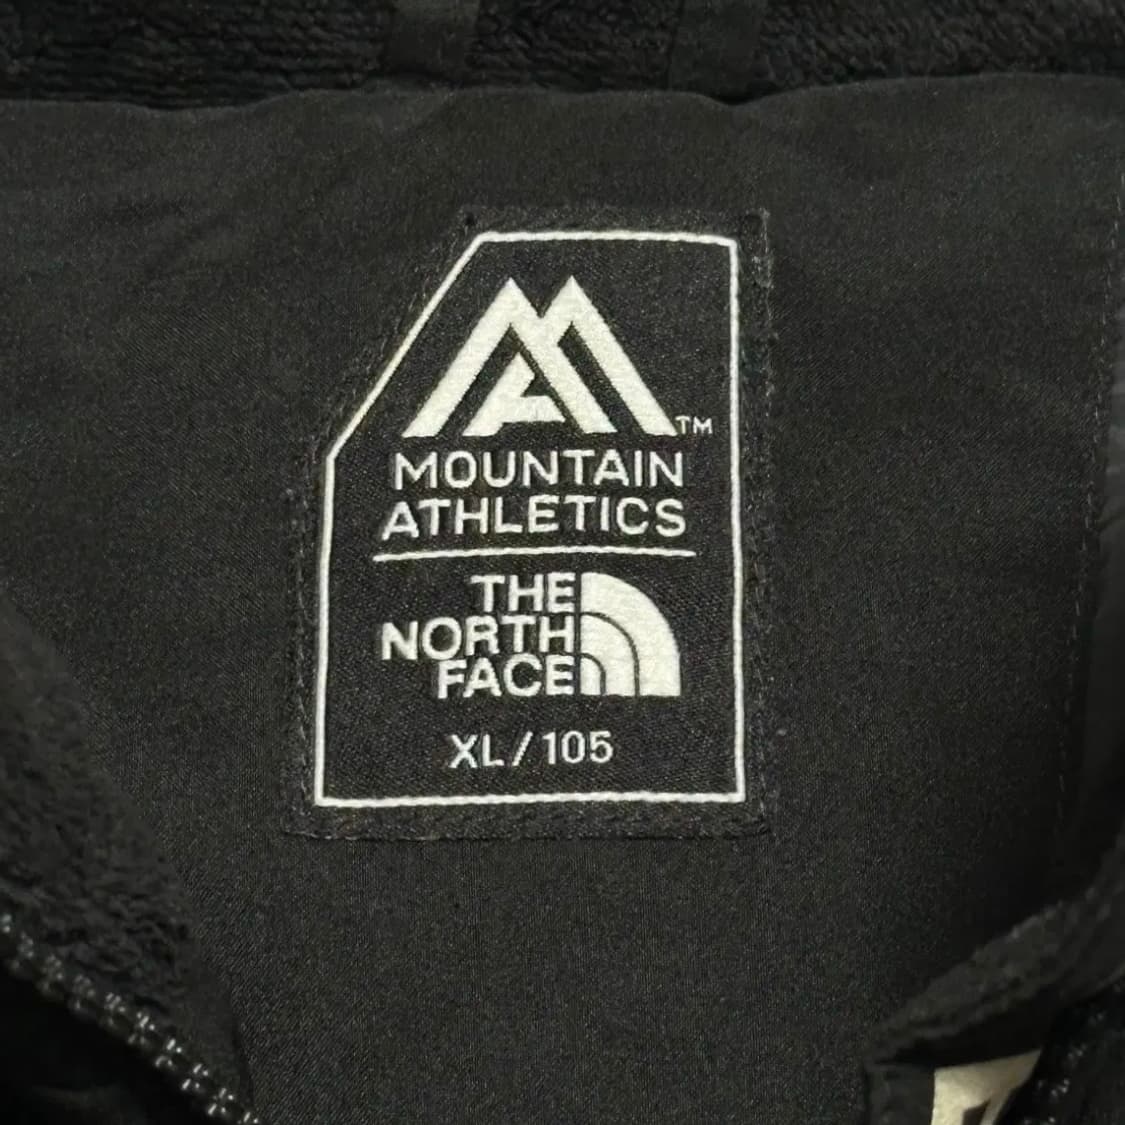 TM
MOUNTAIN
ATHLETICS
THE
NORTH
FACE
XL/105